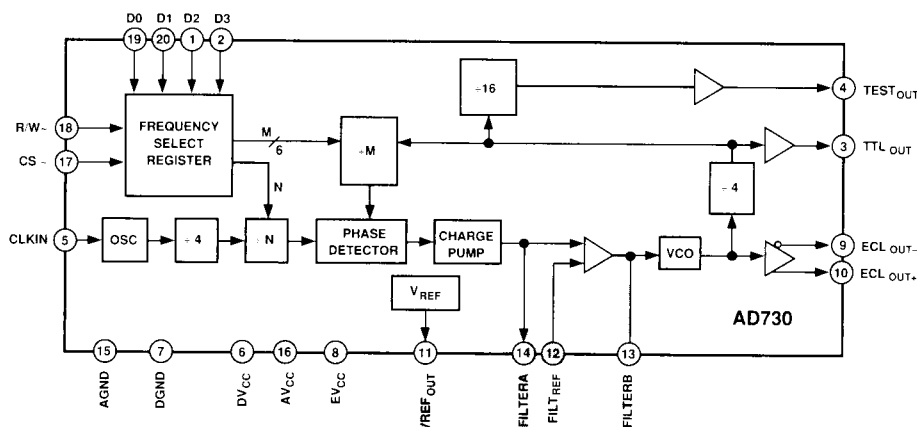 D0 D1 D2 D3
19 20 1 2
÷16
4 TEST OUT
R/W~ 18
FREQUENCY
SELECT
REGISTER
M
6
÷M
3 TTL OUT
CS~ 17
N
÷ 4
CLKIN 5
OSC
÷ 4
÷ N
PHASE
DETECTOR
CHARGE
PUMP
VCO
9 ECL OUT–
10 ECL OUT+
V REF
AD730
15 7 6 16 8 11 14 12 13
AGND
DGND
DVCC
AVCC
EVCC
VREF OUT
FILTERA
FILT REF
FILTERB